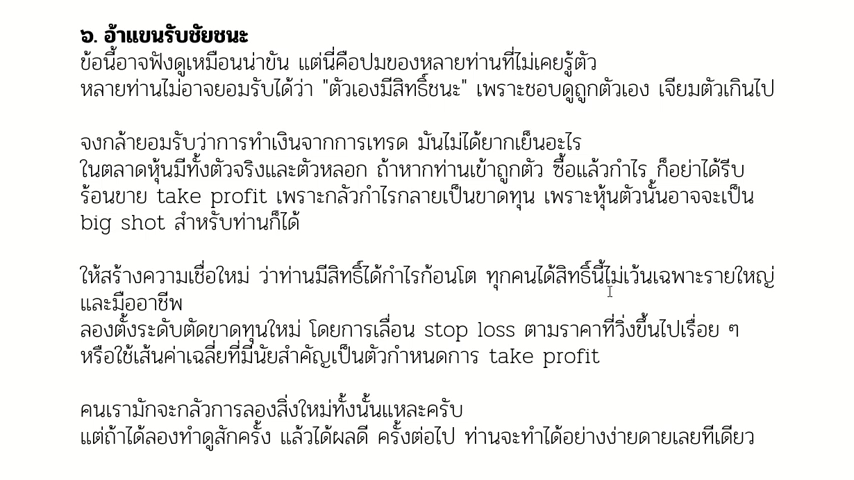 ๖. อ้าแขนรับชัยชนะ
ข้อนี้อาจฟังดูเหมือนน่าขัน แต่นี่คือปมของหลายท่านที่ไม่เคยรู้ตัว
หลายท่านไม่อาจยอมรับได้ว่า "ตัวเองมีสิทธิ์ชนะ" เพราะชอบดูถูกตัวเอง เจียมตัวเกินไป
จงกล้ายอมรับว่าการทำเงินจากการเทรด มันไม่ได้ยากเย็นอะไร
ในตลาดหุ้นมีทั้งตัวจริงและตัวหลอก ถ้าหากท่านเข้าถูกตัว ซื้อแล้วกำไร ก็อย่าได้รีบ
ร้อนขาย take profit เพราะกลัวกำไรกลายเป็นขาดทุน เพราะหุ้นตัวนั้นอาจจะเป็น
big shot สำหรับท่านก็ได้
ให้สร้างความเชื่อใหม่ ว่าท่านมีสิทธิ์ได้กำไรก้อนโต ทุกคนได้สิทธิ์นี้ไม่เว้นเฉพาะรายใหญ่
และมืออาชีพ
ลองตั้งระดับตัดขาดทุนใหม่ โดยการเลื่อน stop loss ตามราคาที่วิ่งขึ้นไปเรื่อย ๆ
หรือใช้เส้นค่าเฉลี่ยที่มีนัยสำคัญเป็นตัวกำหนดการ take profit
คนเรามักจะกลัวการลองสิ่งใหม่ทั้งนั้นแหละครับ
แต่ถ้าได้ลองทำดูสักครั้ง แล้วได้ผลดี ครั้งต่อไป ท่านจะทำได้อย่างง่ายดายเลยทีเดียว